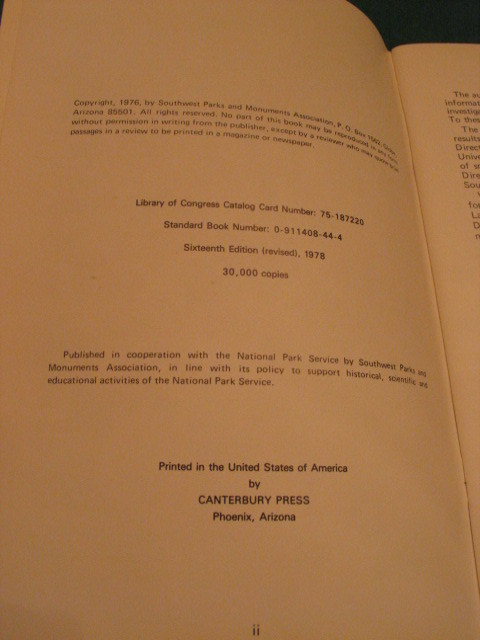 Copyright, 1976, by Southwest Parks and Monuments Association, P. O. Box 1562, Globe,
Arizona 85501. All rights reserved. No part of this book may be reproduced in any form
without permission in writing from the publisher, except by a reviewer who may quote brief
passages in a review to be printed in a magazine or newspaper.
Library of Congress Catalog Card Number: 75-187220
Standard Book Number: 0-911408-44-4
Sixteenth Edition (revised), 1978
30,000 copies
Published in cooperation with the National Park Service by Southwest Parks and
Monuments Association, in line with its policy to support historical, scientific and
educational activities of the National Park Service.
Printed in the United States of America
by
CANTERBURY PRESS
Phoenix, Arizona
ii
The
To
The
results